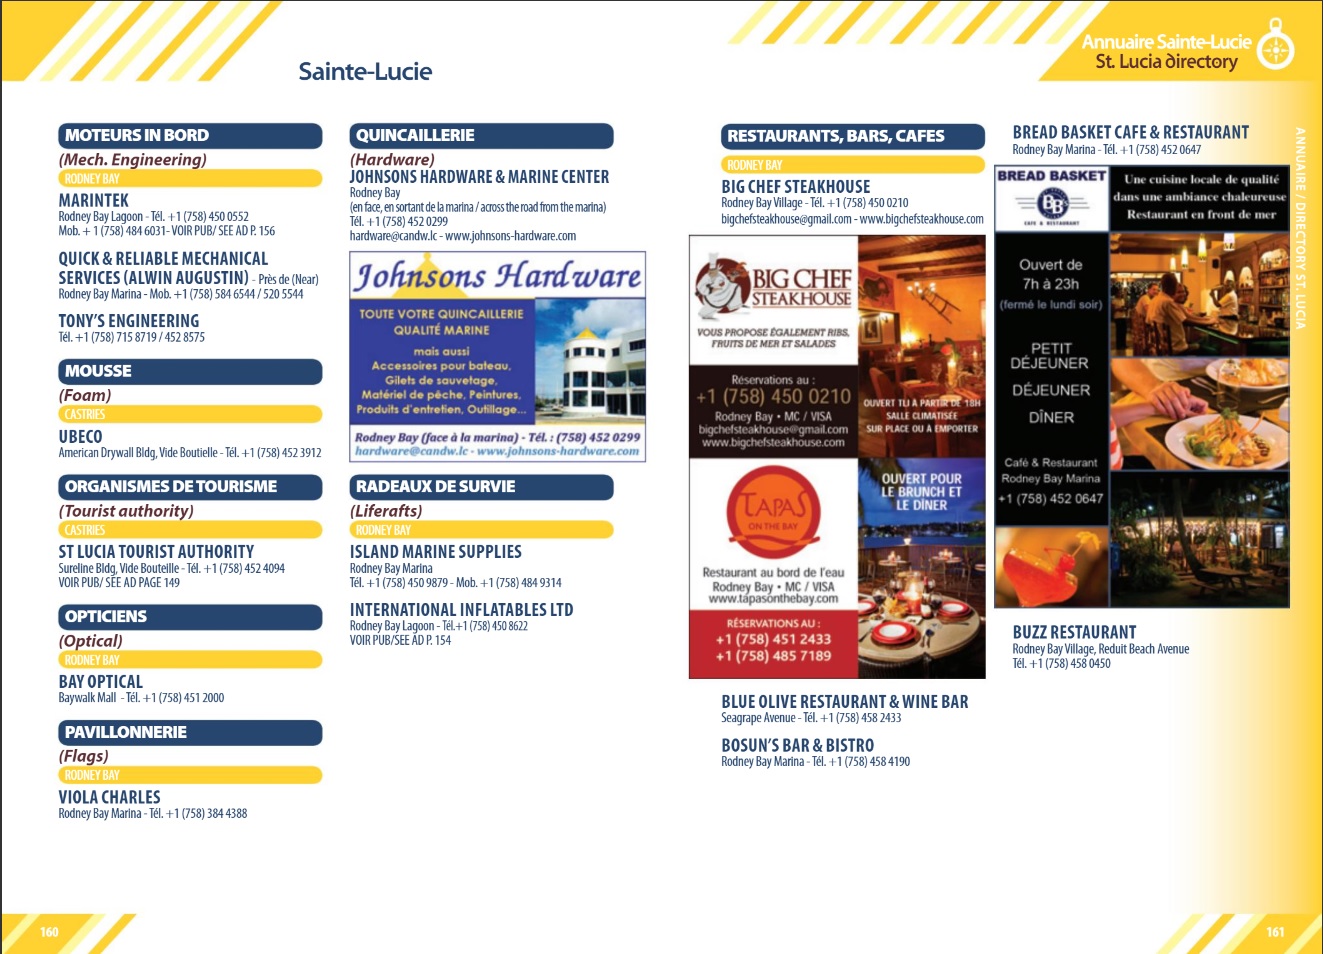 Sainte-Lucie
Annuaire Sainte-Lucie
St. Lucia directory
MOTEURS IN BORD
(Mech. Engineering)
RODNEY BAY
MARINTEK
Rodney Bay Lagoon - Tél. +1 (758) 450 0552
Mob. + 1 (758) 484 6031- VOIR PUB/ SEE AD P. 156
QUICK & RELIABLE MECHANICAL
SERVICES (ALWIN AUGUSTIN) - Près de (Near)
Rodney Bay Marina - Mob. +1 (758) 584 6544 / 520 5544
TONY'S ENGINEERING
Tél. +1 (758) 715 8719 / 452 8575
MOUSSE
(Foam)
CASTRIES
UBECO
American Drywall Bldg, Vide Boutielle - Tél. +1 (758) 452 3912
ORGANISMES DE TOURISME
(Tourist authority)
CASTRIES
ST LUCIA TOURIST AUTHORITY
Sureline Bldg, Vide Bouteille - Tél. +1 (758) 452 4094
VOIR PUB/ SEE AD PAGE 149
OPTICIENS
(Optical)
RODNEY BAY
BAY OPTICAL
Baywalk Mall - Tél. +1 (758) 451 2000
PAVILLONNERIE
(Flags)
RODNEY BAY
VIOLA CHARLES
Rodney Bay Marina - Tél. +1 (758) 384 4388
QUINCAILLERIE
(Hardware)
JOHNSONS HARDWARE & MARINE CENTER
Rodney Bay
(en face, en sortant de la marina / across the road from the marina)
Tél. +1 (758) 452 0299
hardware@candw.lc - www.johnsons-hardware.com
Johnsons Hardware
TOUTE VOTRE QUINCAILLERIE
QUALITÉ MARINE
mais aussi
Accessoires pour bateau,
Gilets de sauvetage,
Matériel de pêche, Peintures,
Produits d'entretien, Outillage...
Rodney Bay (face à la marina) - Tél. : (758) 452 0299
hardware@candw.lc - www.johnsons-hardware.com
RADEAUX DE SURVIE
(Liferafts)
RODNEY BAY
ISLAND MARINE SUPPLIES
Rodney Bay Marina
Tél. +1 (758) 450 9879 - Mob. +1 (758) 484 9314
INTERNATIONAL INFLATABLES LTD
Rodney Bay Lagoon - Tél.+1 (758) 450 8622
VOIR PUB/SEE AD P. 154
RESTAURANTS, BARS, CAFES
RODNEY BAY
BIG CHEF STEAKHOUSE
Rodney Bay Village - Tél. +1 (758) 450 0210
bigchefsteakhouse@gmail.com - www.bigchefsteakhouse.com
BIG CHEF
STEAKHOUSE
VOUS PROPOSE ÉGALEMENT RIBS,
FRUITS DE MER ET SALADES
Réservations au :
+1 (758) 450 0210
Rodney Bay • MC / VISA
bigchefsteakhouse@gmail.com
www.bigchefsteakhouse.com
OUVERT TLJ À PARTIR DE 18H
SALLE CLIMATISÉE
SUR PLACE OU À EMPORTER
TAPAS
ON THE BAY
Restaurant au bord de l'eau
Rodney Bay • MC / VISA
www.tapasonthebay.com
RÉSERVATIONS AU :
+1 (758) 451 2433
+1 (758) 485 7189
OUVERT POUR
LE BRUNCH ET
LE DÎNER
BLUE OLIVE RESTAURANT & WINE BAR
Seagrape Avenue - Tél. +1 (758) 458 2433
BOSUN'S BAR & BISTRO
Rodney Bay Marina - Tél. +1 (758) 458 4190
BREAD BASKET CAFE & RESTAURANT
Rodney Bay Marina - Tél. +1 (758) 452 0647
BREAD BASKET
BB
CAFE & RESTAURANT
Une cuisine locale de qualité
dans une ambiance chaleureuse
Restaurant en front de mer
Ouvert de
7h à 23h
(fermé le lundi soir)
PETIT
DÉJEUNER
DÉJEUNER
DÎNER
Café & Restaurant
Rodney Bay Marina
+1 (758) 452 0647
BUZZ RESTAURANT
Rodney Bay Village, Reduit Beach Avenue
Tél. +1 (758) 458 0450
ANNUAIRE / DIRECTORY ST. LUCIA
160
161